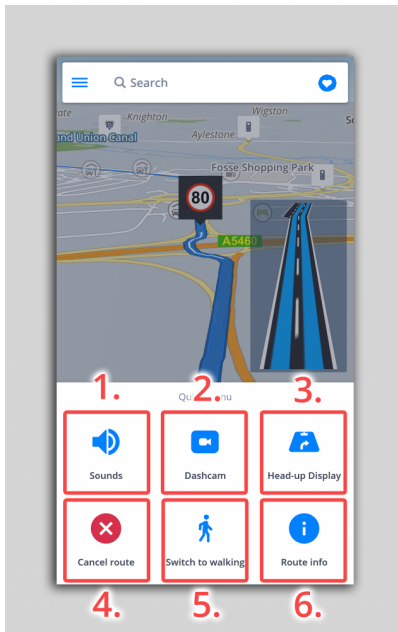 Search
Knighton
Wigston
and Union Canal
Aylestone
Fosse Shopping Park
80
A5460
1.
2.
3.
Sounds
Dashcam
Head-up Display
Cancel route
Switch to walking
Route info
4.
5.
6.